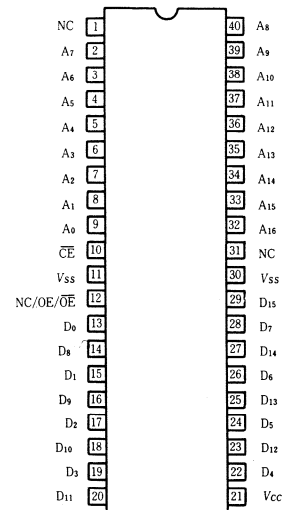 NC 1 40 A8
A7 2 39 A9
A6 3 38 A10
A5 4 37 A11
A4 5 36 A12
A3 6 35 A13
A2 7 34 A14
A1 8 33 A15
A0 9 32 A16
C̅E̅ 10 31 NC
VSS 11 30 VSS
NC/OE/O̅E̅ 12 29 D15
D0 13 28 D7
D8 14 27 D14
D1 15 26 D6
D9 16 25 D13
D2 17 24 D5
D10 18 23 D12
D3 19 22 D4
D11 20 21 VCC